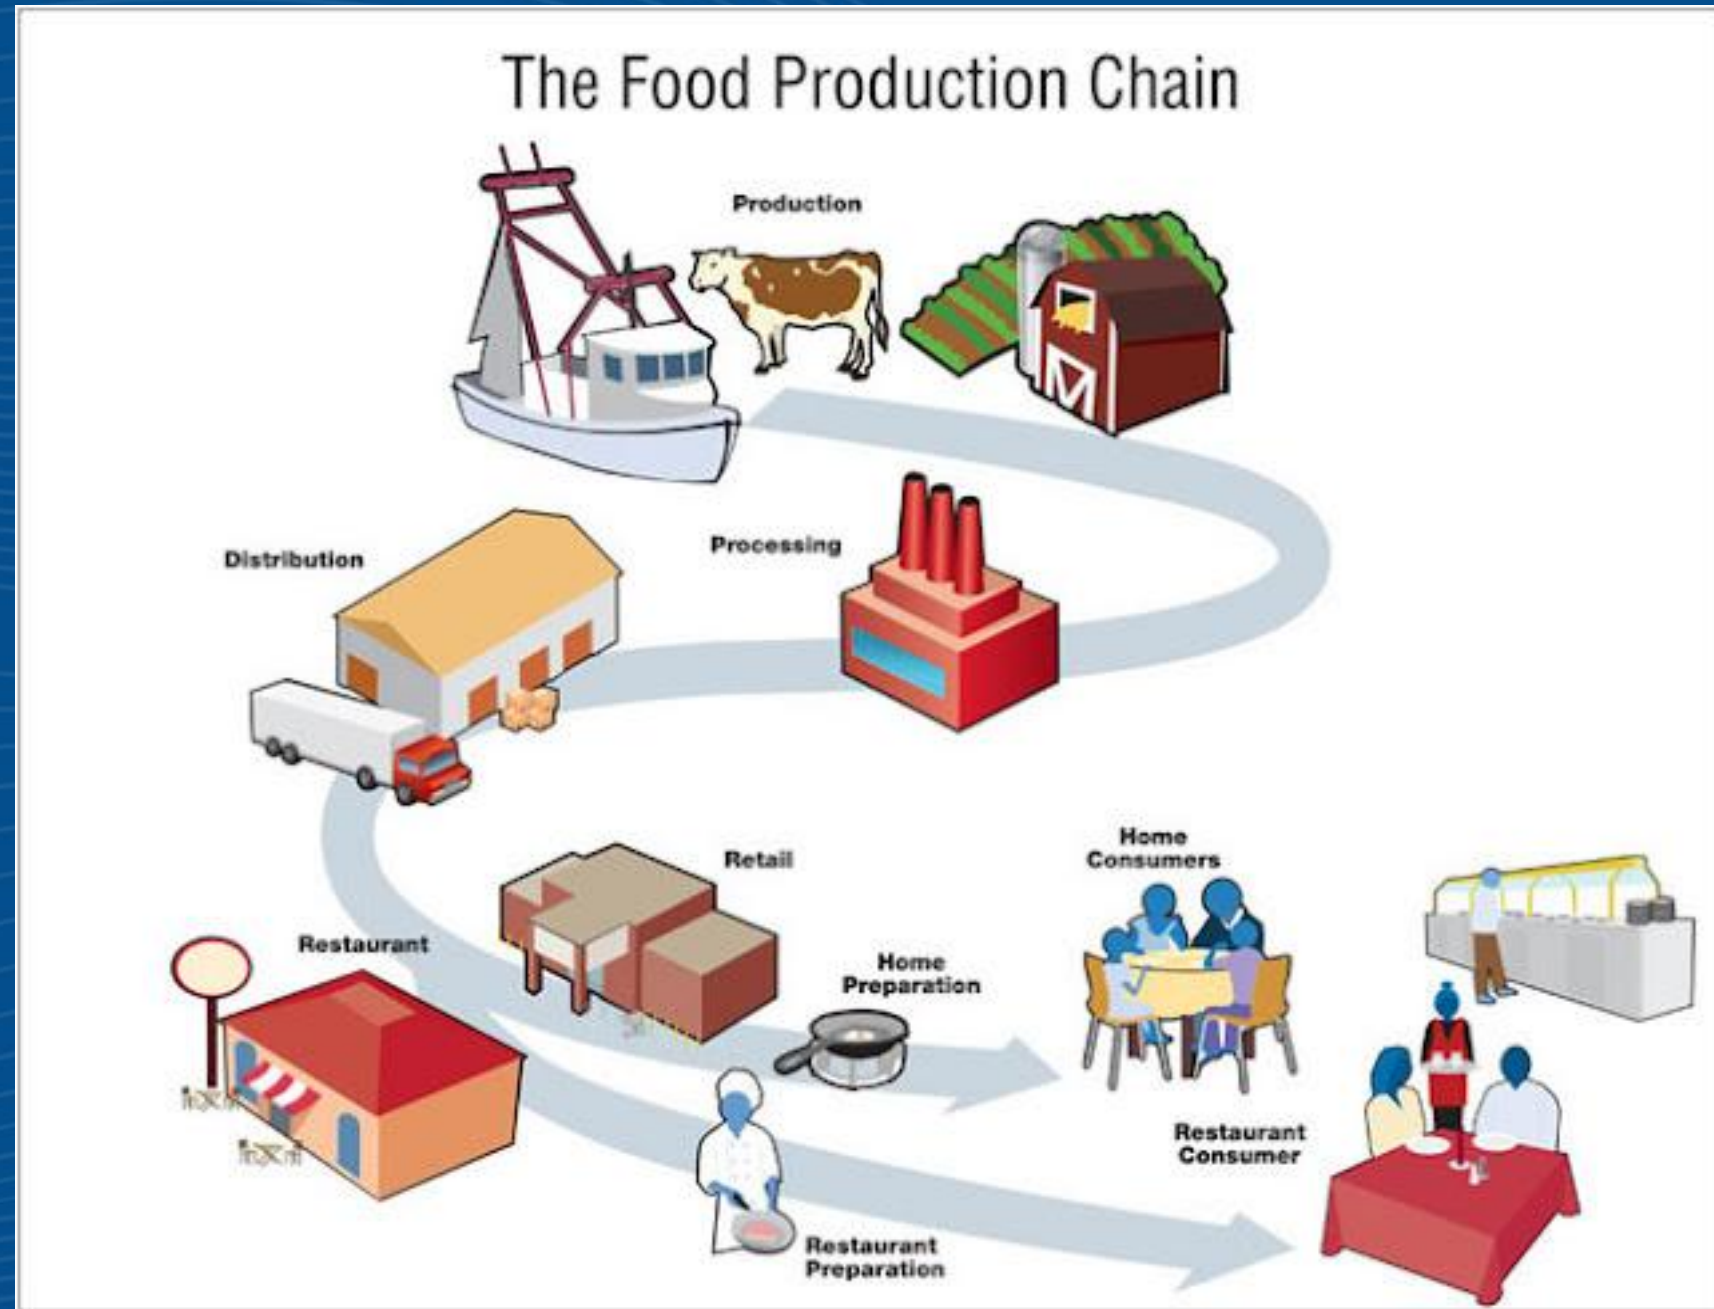 The Food Production Chain
Production
Processing
Distribution
Retail
Restaurant
Home
Preparation
Home
Consumers
Restaurant
Preparation
Restaurant
Consumer